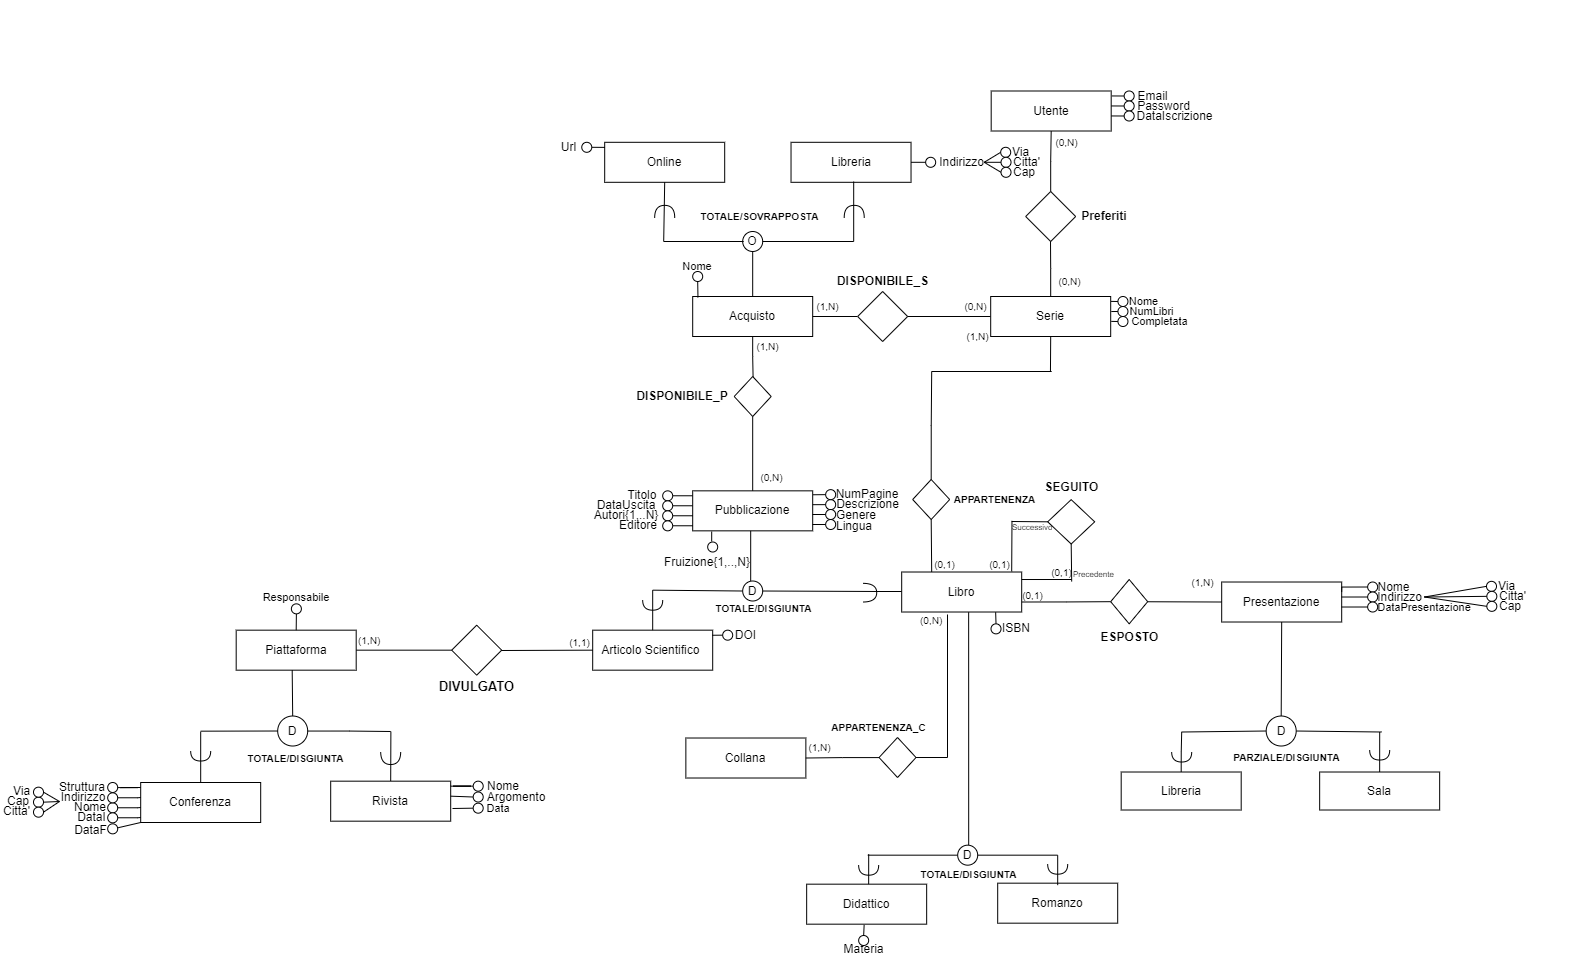 Utente
Email
Password
DataIscrizione
(0,N)
Preferiti
(0,N)
Url
Online
Libreria
Indirizzo
Via
Citta'
Cap
TOTALE/SOVRAPPOSTA
O
Nome
Acquisto
(1,N)
DISPONIBILE_S
(0,N)
Serie
Nome
NumLibri
Completata
(1,N)
(1,N)
DISPONIBILE_P
(0,N)
Titolo
DataUscita
Autori{1,..N}
Editore
Pubblicazione
NumPagine
Descrizione
Genere
Lingua
Fruizione{1,..,N}
D
TOTALE/DISGIUNTA
APPARTENENZA
SEGUITO
Successivo
(0,1)
(0,1)
(0,1)
Precedente
Libro
(0,1)
ESPOSTO
(1,N)
Presentazione
Nome
Indirizzo
DataPresentazione
Via
Citta'
Cap
(0,N)
ISBN
Responsabile
Piattaforma
(1,N)
DIVULGATO
(1,1)
Articolo Scientifico
DOI
D
TOTALE/DISGIUNTA
Via
Cap
Citta'
Struttura
Indirizzo
Nome
DataI
DataF
Conferenza
Rivista
Nome
Argomento
Data
Collana
(1,N)
APPARTENENZA_C
D
PARZIALE/DISGIUNTA
Libreria
Sala
D
TOTALE/DISGIUNTA
Didattico
Romanzo
Materia